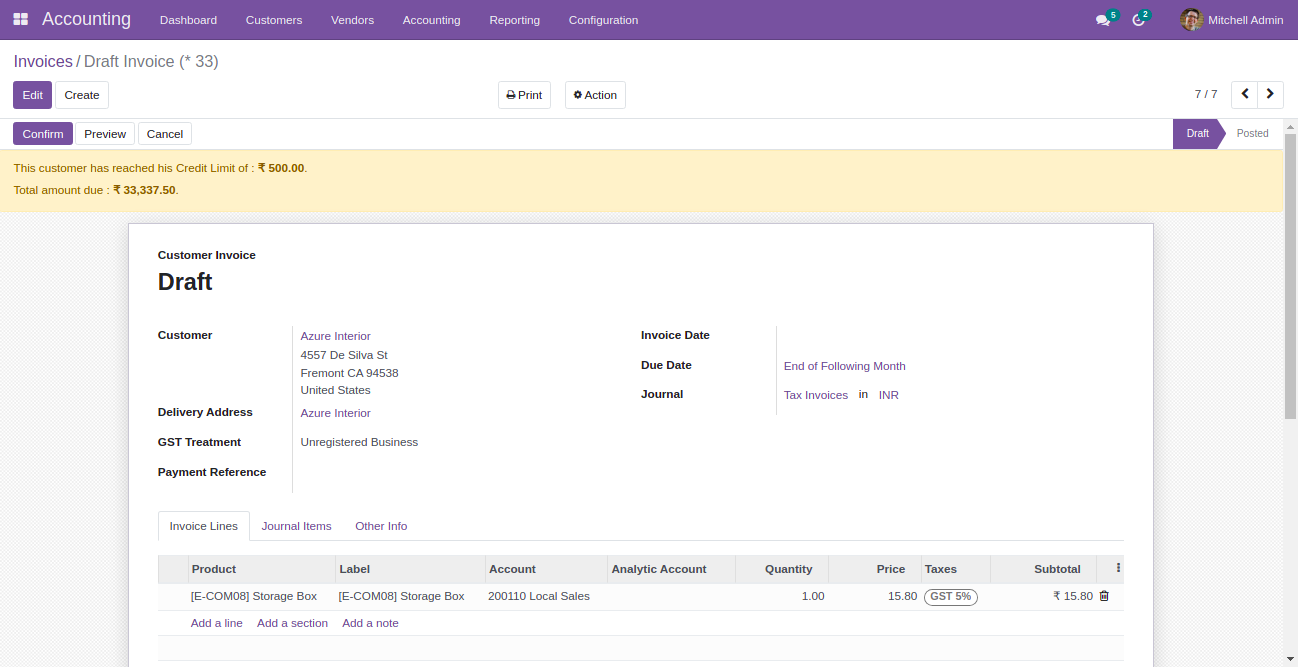 Accounting Dashboard Customers Vendors Accounting Reporting Configuration 5 2 Mitchell Admin
Invoices / Draft Invoice (* 33)
Edit Create Print Action 7 / 7
Confirm Preview Cancel Draft Posted
This customer has reached his Credit Limit of : ₹ 500.00.
Total amount due : ₹ 33,337.50.
Customer Invoice
Draft
Customer Azure Interior
4557 De Silva St
Fremont CA 94538
United States
Delivery Address Azure Interior
GST Treatment Unregistered Business
Payment Reference
Invoice Date
Due Date End of Following Month
Journal Tax Invoices in INR
Invoice Lines Journal Items Other Info
Product Label Account Analytic Account Quantity Price Taxes Subtotal
[E-COM08] Storage Box [E-COM08] Storage Box 200110 Local Sales 1.00 15.80 GST 5% ₹ 15.80
Add a line Add a section Add a note